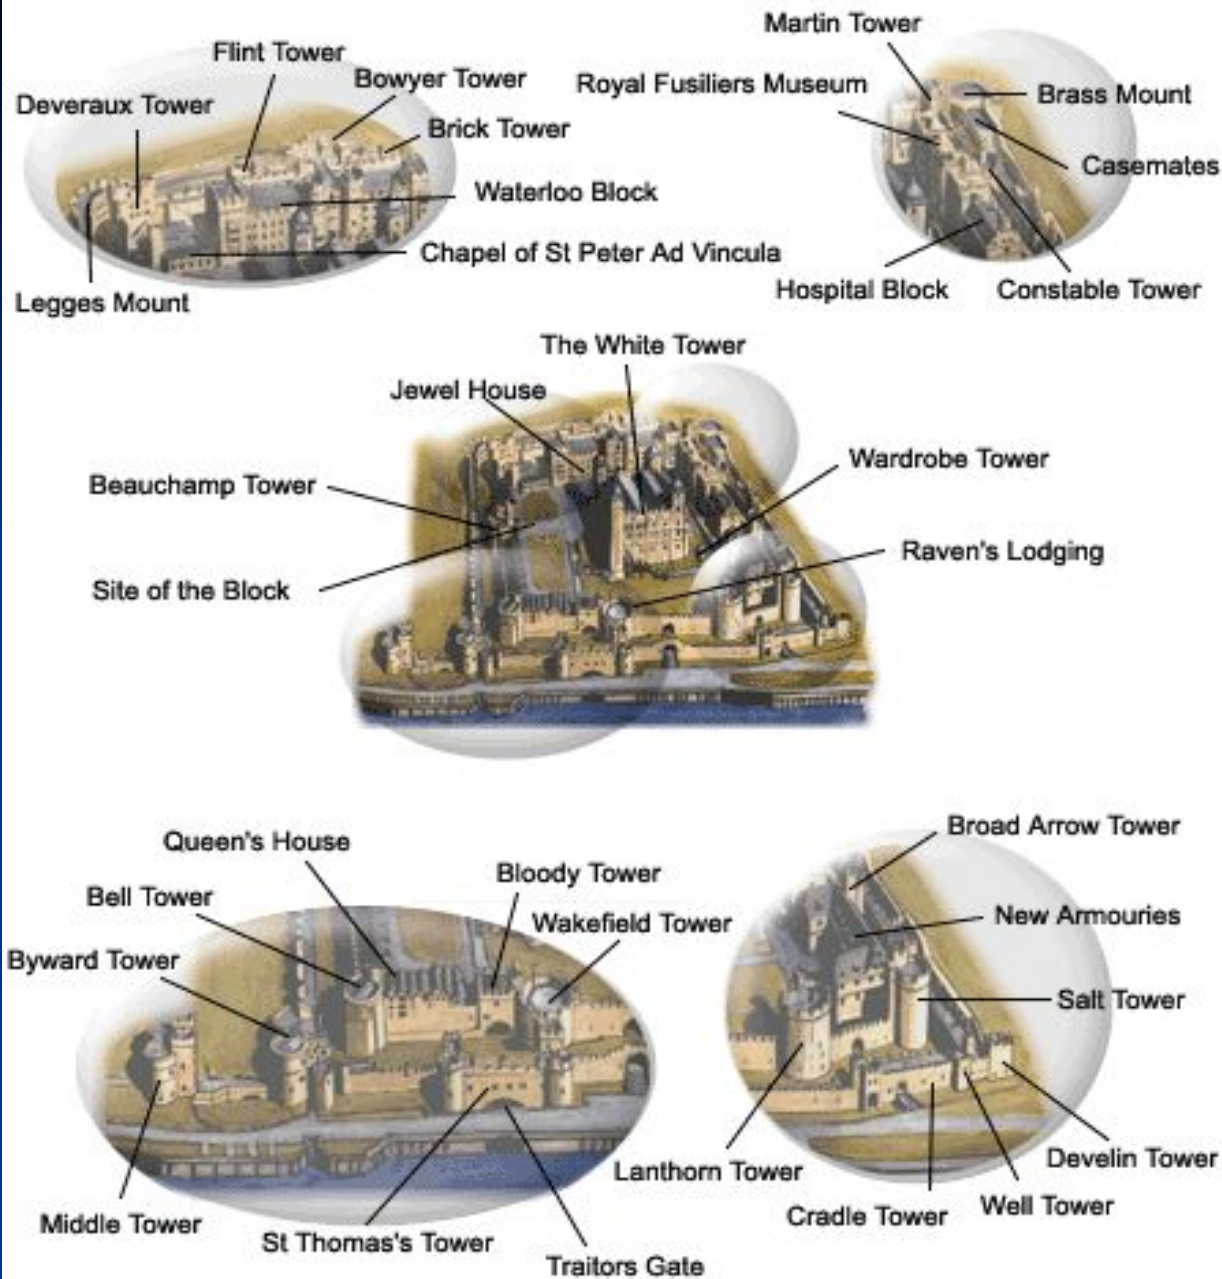 Martin Tower
Flint Tower
Bowyer Tower
Royal Fusiliers Museum
Brass Mount
Deveraux Tower
Brick Tower
Casemates
Waterloo Block
Chapel of St Peter Ad Vincula
Legges Mount
Hospital Block
Constable Tower
The White Tower
Jewel House
Wardrobe Tower
Beauchamp Tower
Raven's Lodging
Site of the Block
Broad Arrow Tower
Queen's House
Bloody Tower
Bell Tower
New Armouries
Wakefield Tower
Byward Tower
Salt Tower
Lanthorn Tower
Develin Tower
Well Tower
Cradle Tower
Middle Tower
St Thomas's Tower
Traitors Gate